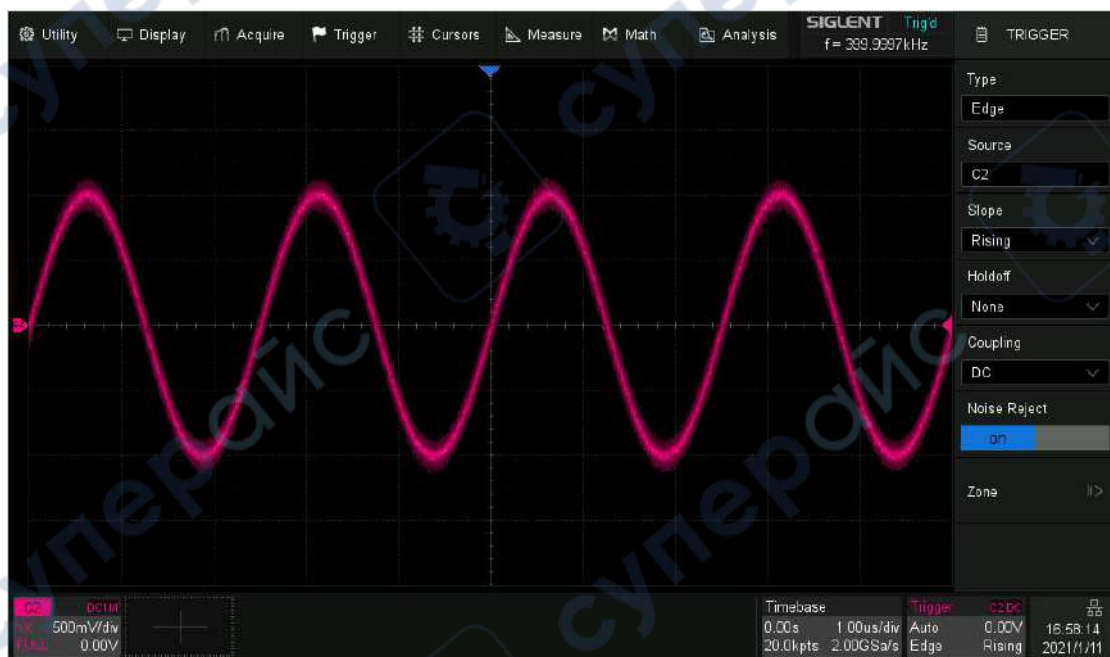 Utility
Display
Acquire
Trigger
Cursors
Measure
Math
Analysis
SIGLENT Trig'd
f = 399.9997kHz
TRIGGER
Type
Edge
Source
C2
Slope
Rising
Holdoff
None
Coupling
DC
Noise Reject
on
Zone
C2 DC1M
1X 500mV/div
FULL 0.00V
Timebase
0.00s 1.00us/div
20.0kpts 2.00GSa/s
Trigger C2 DC
Auto 0.00V
Edge Rising
16:58:14
2021/1/11
суперайс
суперайс